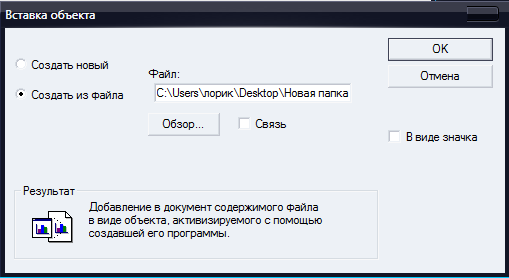 Вставка объекта
Создать новый
Создать из файла
Файл:
C:\Users\лорик\Desktop\Новая папка
Обзор...
Связь
OK
Отмена
В виде значка
Результат
Добавление в документ содержимого файла
в виде объекта, активизируемого с помощью
создавшей его программы.